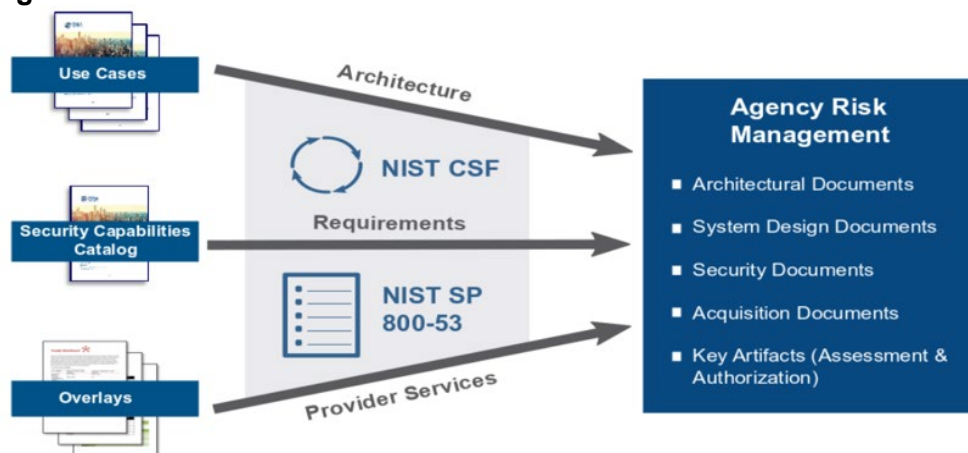 Use Cases
Architecture
Agency Risk
Management
NIST CSF
Architectural Documents
Security Capabilities
Catalog
Requirements
System Design Documents
Security Documents
NIST SP
800-53
Acquisition Documents
Key Artifacts (Assessment &
Authorization)
Overlays
Provider Services